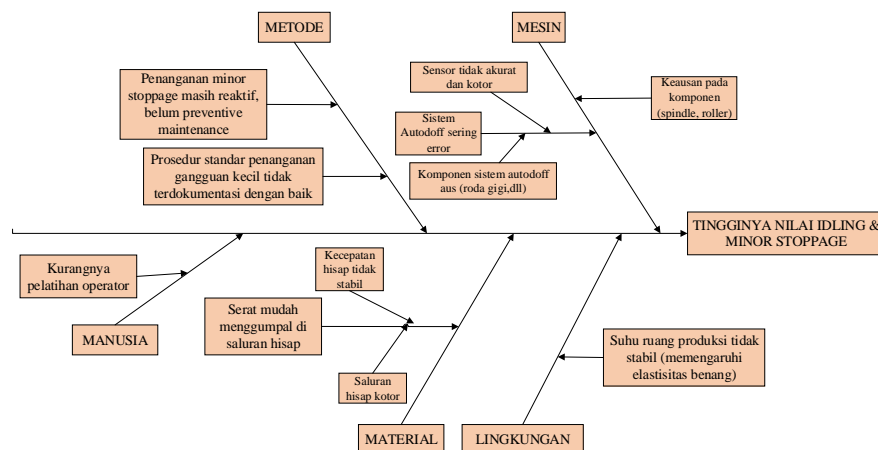 METODE
MESIN
Penanganan minor
stoppage masih reaktif,
belum preventive
maintenance
Sensor tidak akurat
dan kotor
Keausan pada
komponen
(spindle, roller)
Sistem
Autodoff sering
error
Prosedur standar penanganan
gangguan kecil tidak
terdokumentasi dengan baik
Komponen sistem autodoff
aus (roda gigi,dll)
TINGGINYA NILAI IDLING &
MINOR STOPPAGE
Kurangnya
pelatihan operator
Kecepatan
hisap tidak
stabil
Serat mudah
menggumpal di
saluran hisap
MANUSIA
Suhu ruang produksi tidak
stabil (memengaruhi
elastisitas benang)
Saluran
hisap kotor
MATERIAL
LINGKUNGAN